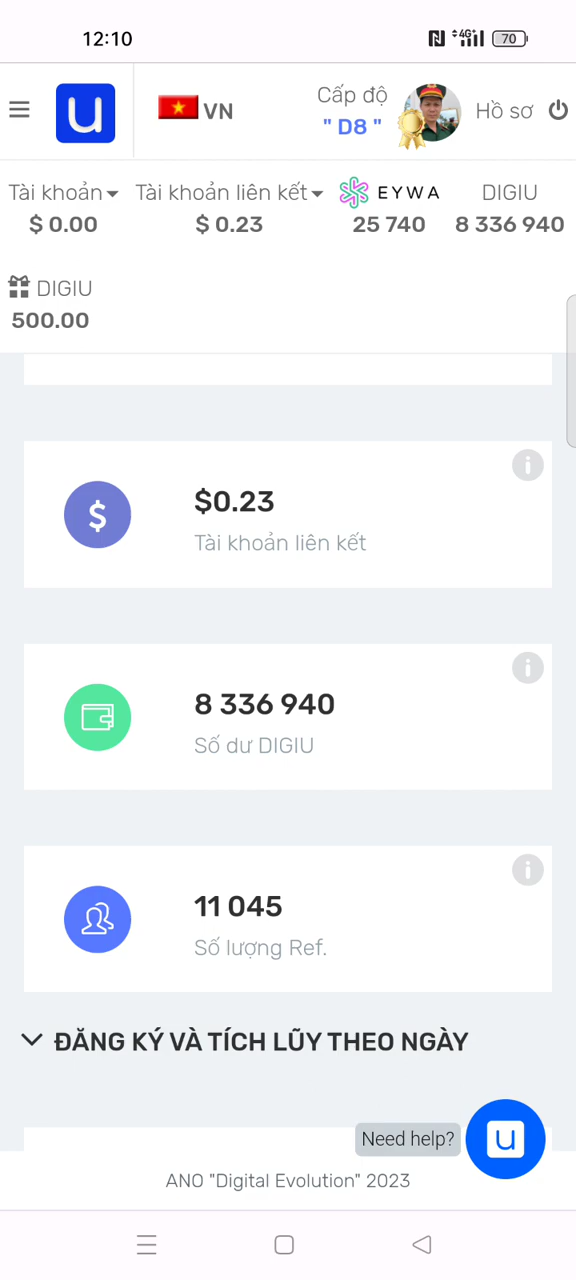 12:10
4G+ 70
U VN Cấp độ Hồ sơ
" D8 "
Tài khoản Tài khoản liên kết EYWA DIGIU
$ 0.00 $ 0.23 25 740 8 336 940
DIGIU
500.00
$0.23
Tài khoản liên kết
8 336 940
Số dư DIGIU
11 045
Số lượng Ref.
ĐĂNG KÝ VÀ TÍCH LŨY THEO NGÀY
Need help? U
ANO "Digital Evolution" 2023